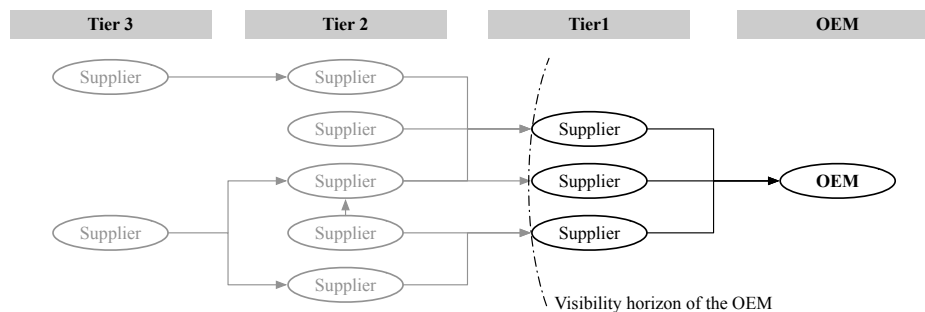 Tier 3
Tier 2
Tier1
OEM
Supplier
Supplier
Supplier
Supplier
Supplier
Supplier
OEM
Supplier
Supplier
Supplier
Supplier
Visibility horizon of the OEM